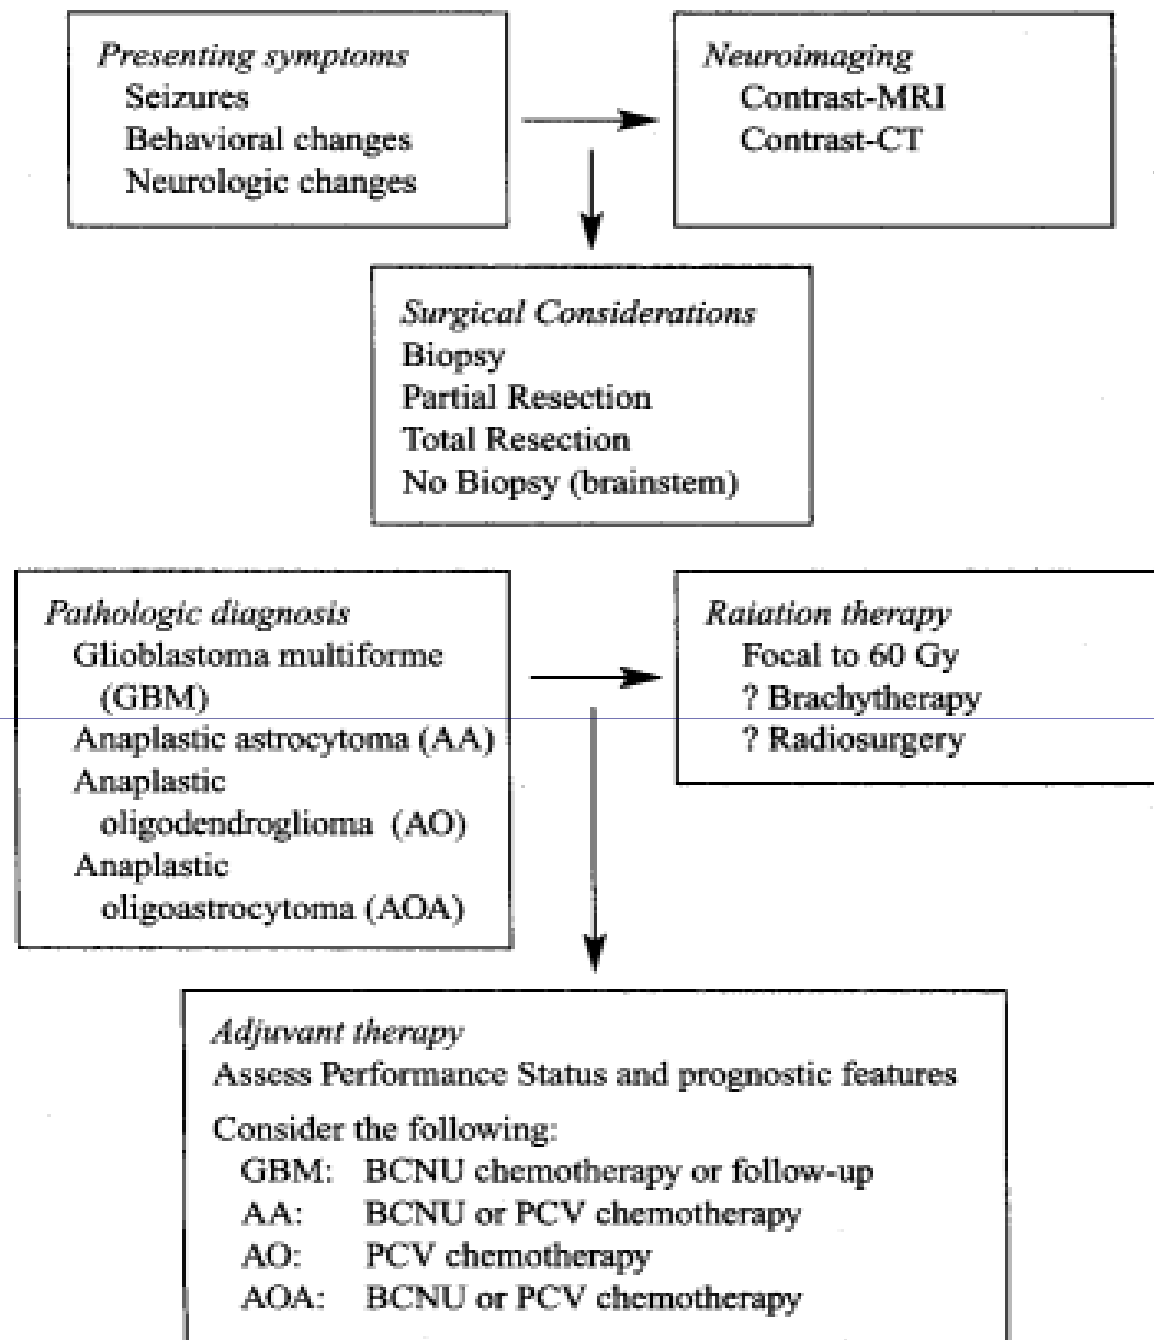 Presenting symptoms
Seizures
Behavioral changes
Neurologic changes
Neuroimaging
Contrast-MRI
Contrast-CT
Surgical Considerations
Biopsy
Partial Resection
Total Resection
No Biopsy (brainstem)
Pathologic diagnosis
Glioblastoma multiforme
(GBM)
Anaplastic astrocytoma (AA)
Anaplastic
oligodendroglioma (AO)
Anaplastic
oligoastrocytoma (AOA)
Raiation therapy
Focal to 60 Gy
? Brachytherapy
? Radiosurgery
Adjuvant therapy
Assess Performance Status and prognostic features
Consider the following:
GBM: BCNU chemotherapy or follow-up
AA: BCNU or PCV chemotherapy
AO: PCV chemotherapy
AOA: BCNU or PCV chemotherapy